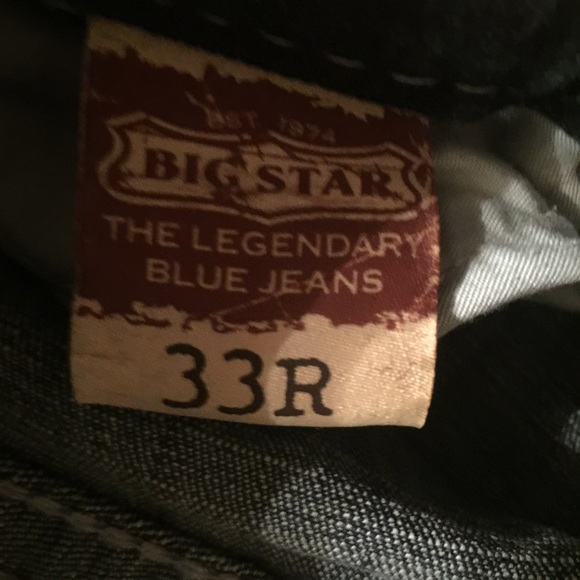 EST 1974
BIG STAR
THE LEGENDARY
BLUE JEANS
33R